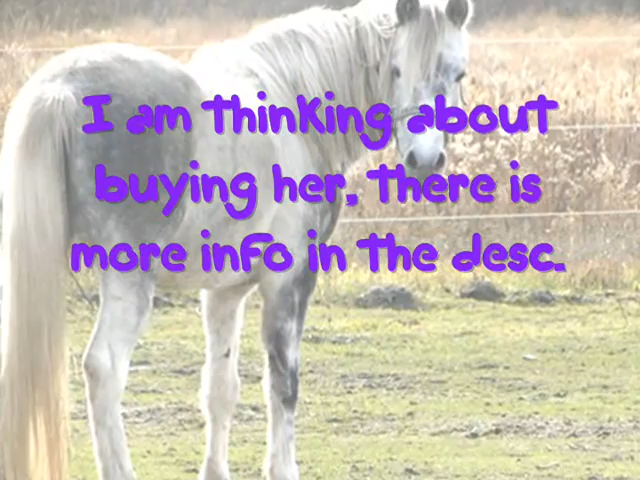 I am thinking about
buying her, there is
more info in the desc.